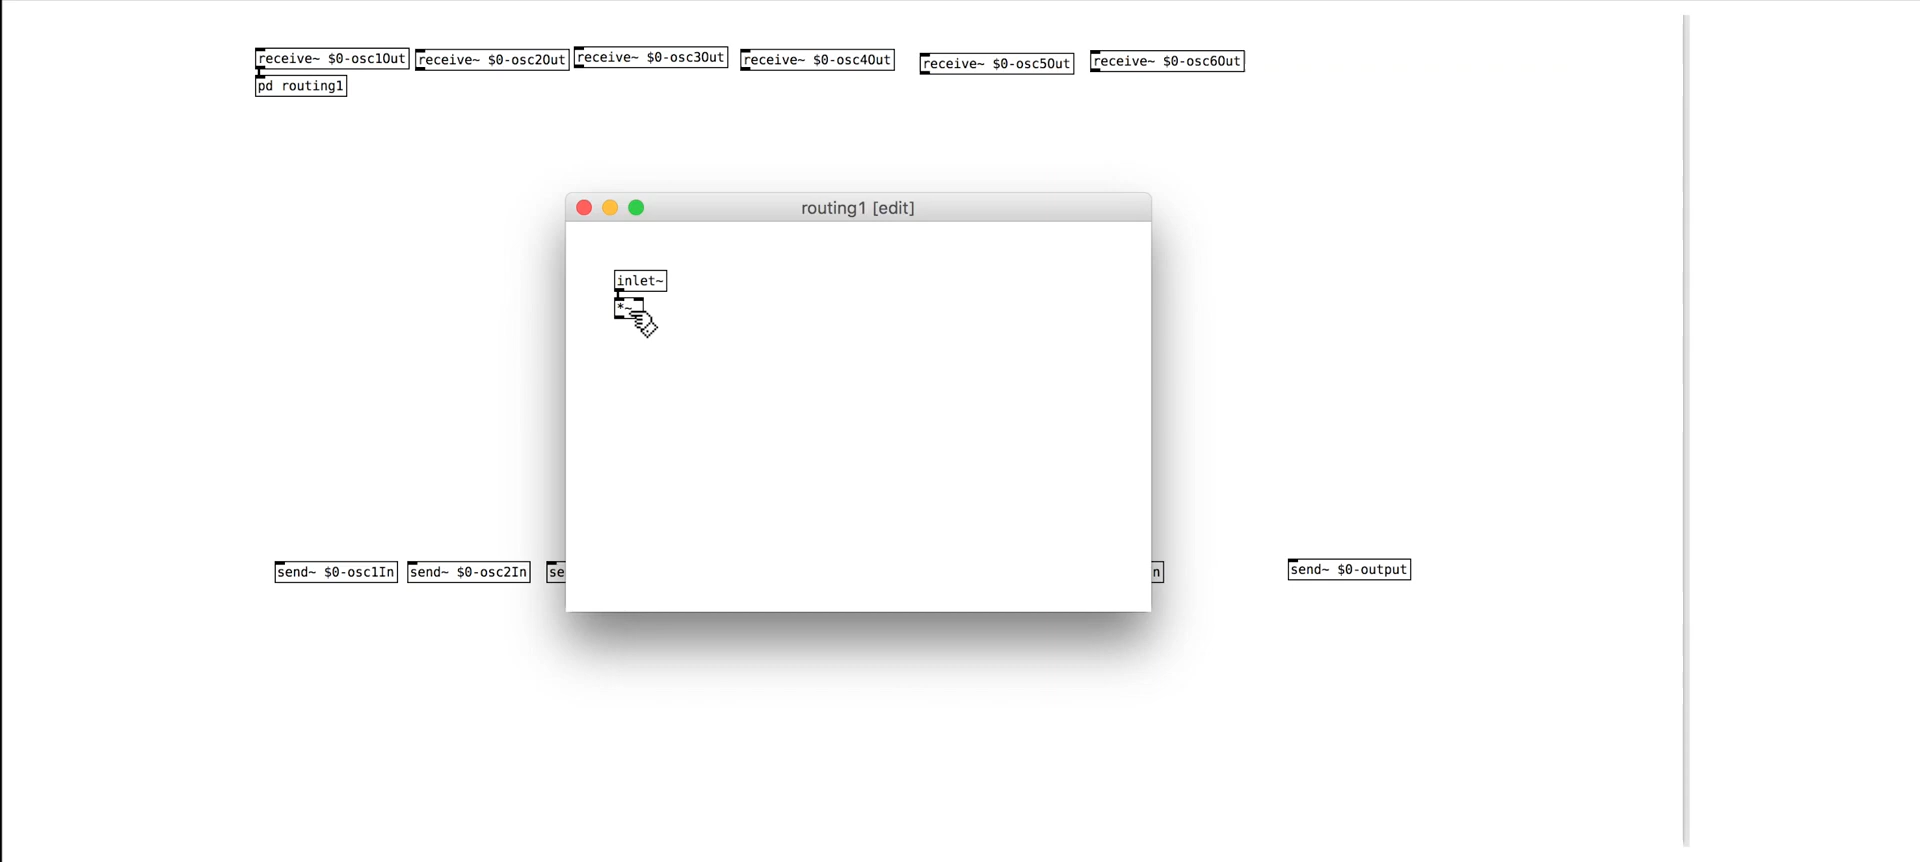 receive~ $0-osc1Out
receive~ $0-osc2Out
receive~ $0-osc3Out
receive~ $0-osc4Out
receive~ $0-osc5Out
receive~ $0-osc6Out
pd routing1
routing1 [edit]
inlet~
*~
send~ $0-osc1In
send~ $0-osc2In
se
n
send~ $0-output